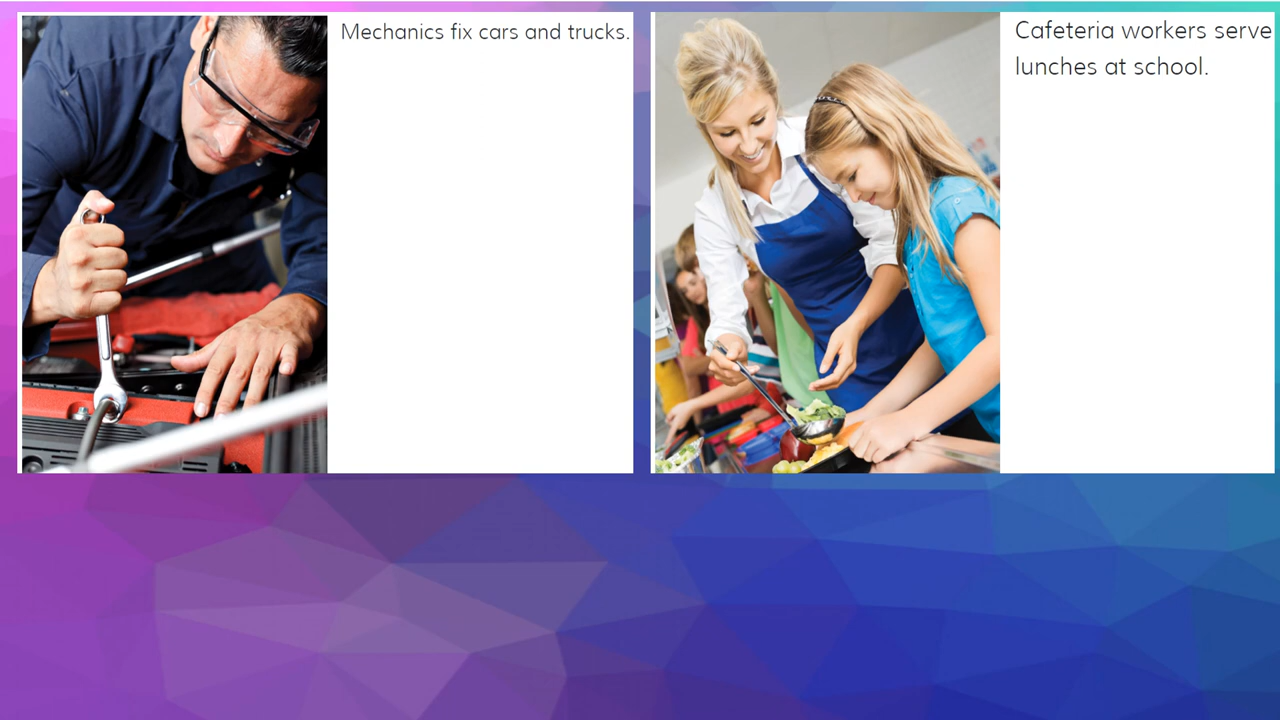 Mechanics fix cars and trucks.
Cafeteria workers serve
lunches at school.